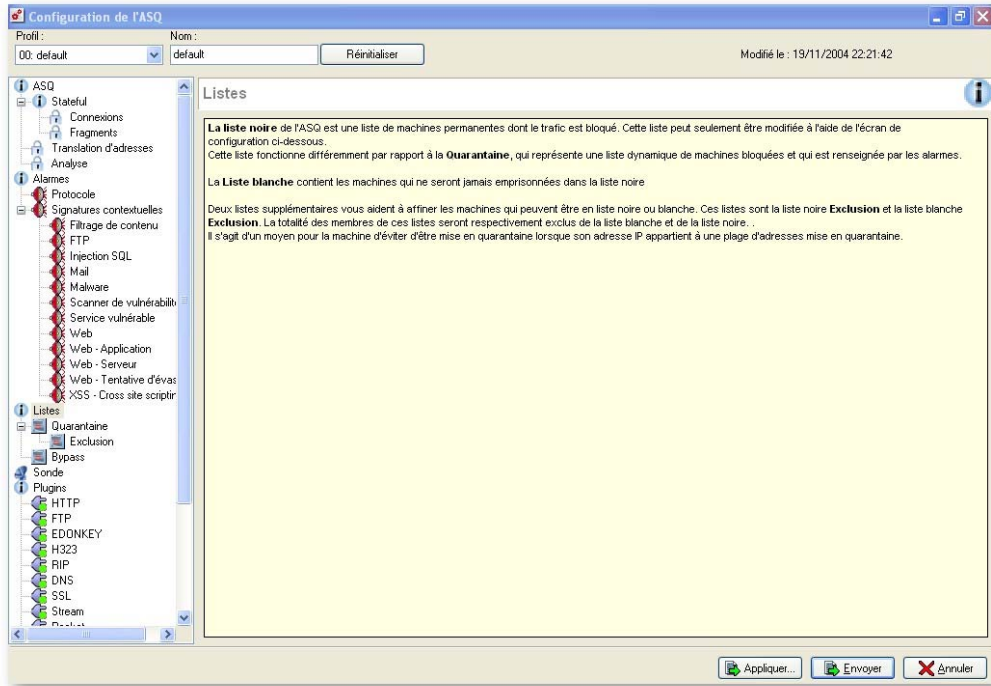 Configuration de l'ASQ
Profil :
Nom :
00: default
default
Réinitialiser
Modifié le : 19/11/2004 22:21:42
ASQ
Stateful
Connexions
Fragments
Translation d'adresses
Analyse
Alarmes
Protocole
Signatures contextuelles
Filtrage de contenu
FTP
Injection SQL
Mail
Malware
Scanner de vulnérabilit
Service vulnérable
Web
Web - Application
Web - Serveur
Web - Tentative d'évas
XSS - Cross site scriptin
Listes
Quarantaine
Exclusion
Bypass
Sonde
Plugins
HTTP
FTP
EDONKEY
H323
RIP
DNS
SSL
Stream
Listes
La liste noire de l'ASQ est une liste de machines permanentes dont le trafic est bloqué. Cette liste peut seulement être modifiée à l'aide de l'écran de
configuration ci-dessous.
Cette liste fonctionne différemment par rapport à la Quarantaine, qui représente une liste dynamique de machines bloquées et qui est renseignée par les alarmes.
La Liste blanche contient les machines qui ne seront jamais emprisonnées dans la liste noire
Deux listes supplémentaires vous aident à affiner les machines qui peuvent être en liste noire ou blanche. Ces listes sont la liste noire Exclusion et la liste blanche
Exclusion. La totalité des membres de ces listes seront respectivement exclus de la liste blanche et de la liste noire. .
Il s'agit d'un moyen pour la machine d'éviter d'être mise en quarantaine lorsque son adresse IP appartient à une plage d'adresses mise en quarantaine.
Appliquer...
Envoyer
Annuler